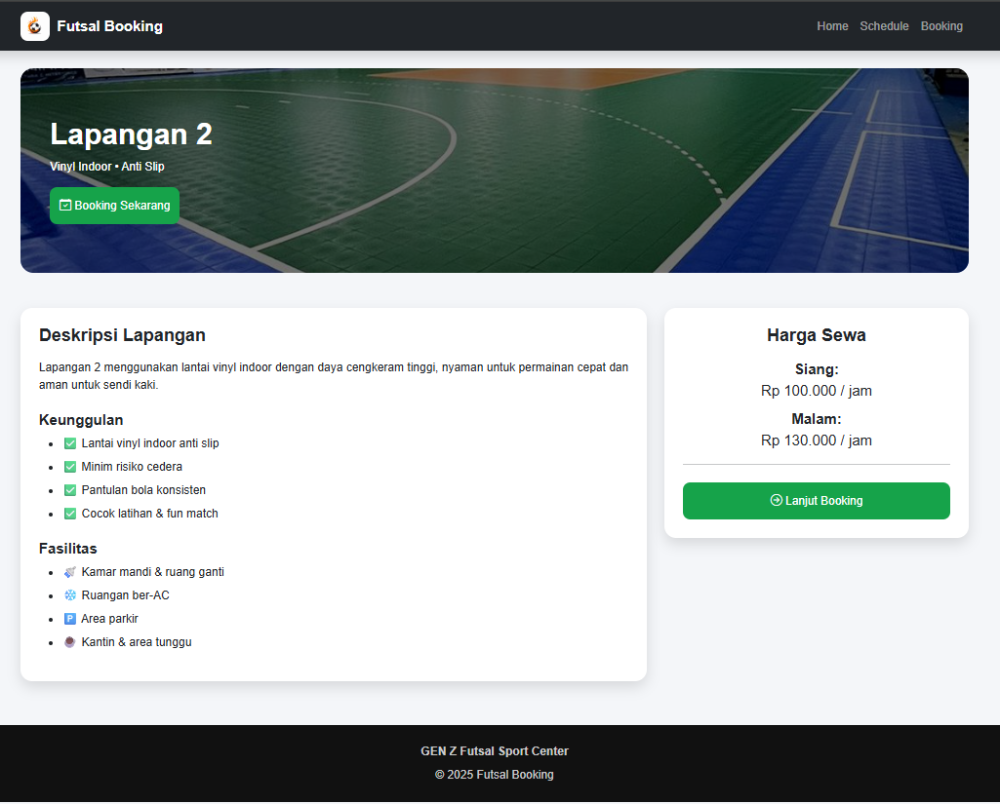 Futsal Booking
Home Schedule Booking
Lapangan 2
Vinyl Indoor • Anti Slip
Booking Sekarang
Deskripsi Lapangan
Lapangan 2 menggunakan lantai vinyl indoor dengan daya cengkeram tinggi, nyaman untuk permainan cepat dan
aman untuk sendi kaki.
Keunggulan
• ✅ Lantai vinyl indoor anti slip
• ✅ Minim risiko cedera
• ✅ Pantulan bola konsisten
• ✅ Cocok latihan & fun match
Fasilitas
• 🚿 Kamar mandi & ruang ganti
• ❄️ Ruangan ber-AC
• 🅿️ Area parkir
• Kantin & area tunggu
Harga Sewa
Siang:
Rp 100.000 / jam
Malam:
Rp 130.000 / jam
Lanjut Booking
GEN Z Futsal Sport Center
© 2025 Futsal Booking